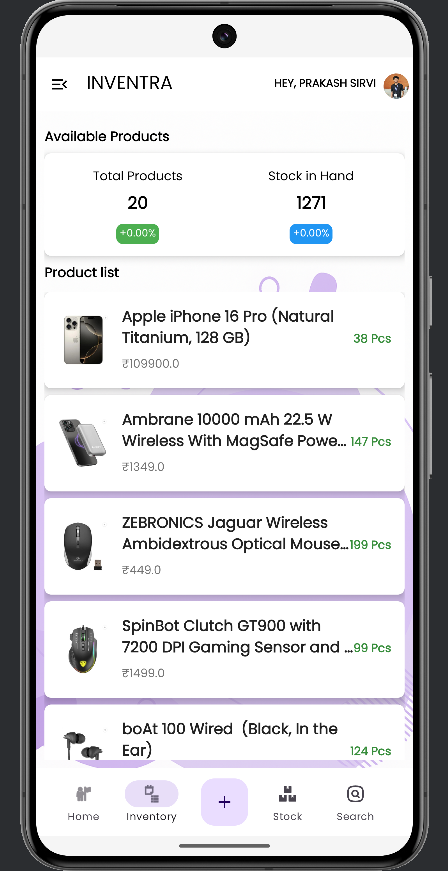 INVENTRA
HEY, PRAKASH SIRVI
Available Products
Total Products
Stock in Hand
20
1271
+0.00%
+0.00%
Product list
Apple iPhone 16 Pro (Natural
Titanium, 128 GB)
38 Pcs
₹109900.0
Ambrane 10000 mAh 22.5 W
Wireless With MagSafe Powe...
147 Pcs
₹1349.0
ZEBRONICS Jaguar Wireless
Ambidextrous Optical Mouse...
199 Pcs
₹449.0
SpinBot Clutch GT900 with
7200 DPI Gaming Sensor and ...
99 Pcs
₹1499.0
boAt 100 Wired (Black, In the
Ear)
124 Pcs
+
Home
Inventory
Stock
Search